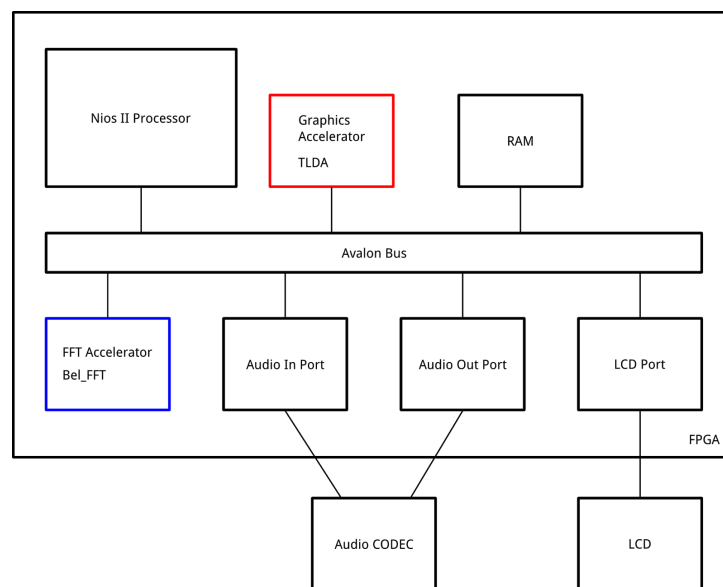 Nios II Processor
Graphics
Accelerator
TLDA
RAM
Avalon Bus
FFT Accelerator
Bel_FFT
Audio In Port
Audio Out Port
LCD Port
FPGA
Audio CODEC
LCD